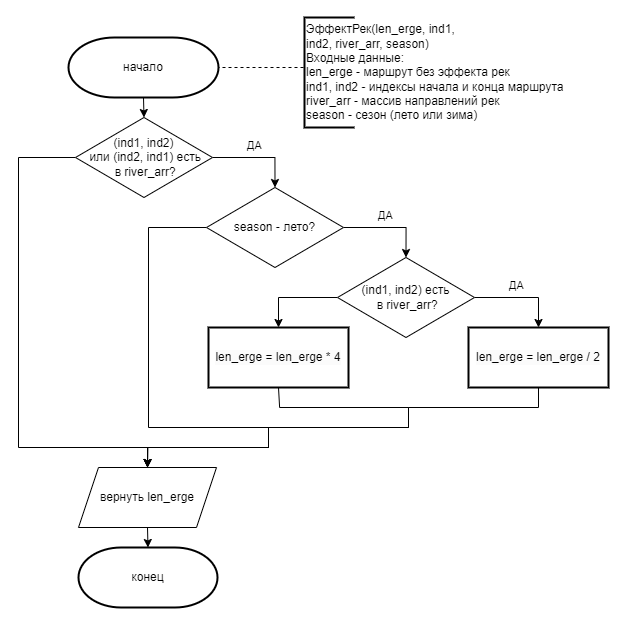 ЭффектРек(len_erge, ind1,
ind2, river_arr, season)
Входные данные:
len_erge - маршрут без эффекта рек
ind1, ind2 - индексы начала и конца маршрута
river_arr - массив направлений рек
season - сезон (лето или зима)
начало
(ind1, ind2)
или (ind2, ind1) есть
в river_arr?
ДА
season - лето?
ДА
(ind1, ind2) есть
в river_arr?
ДА
len_erge = len_erge * 4
len_erge = len_erge / 2
вернуть len_erge
конец